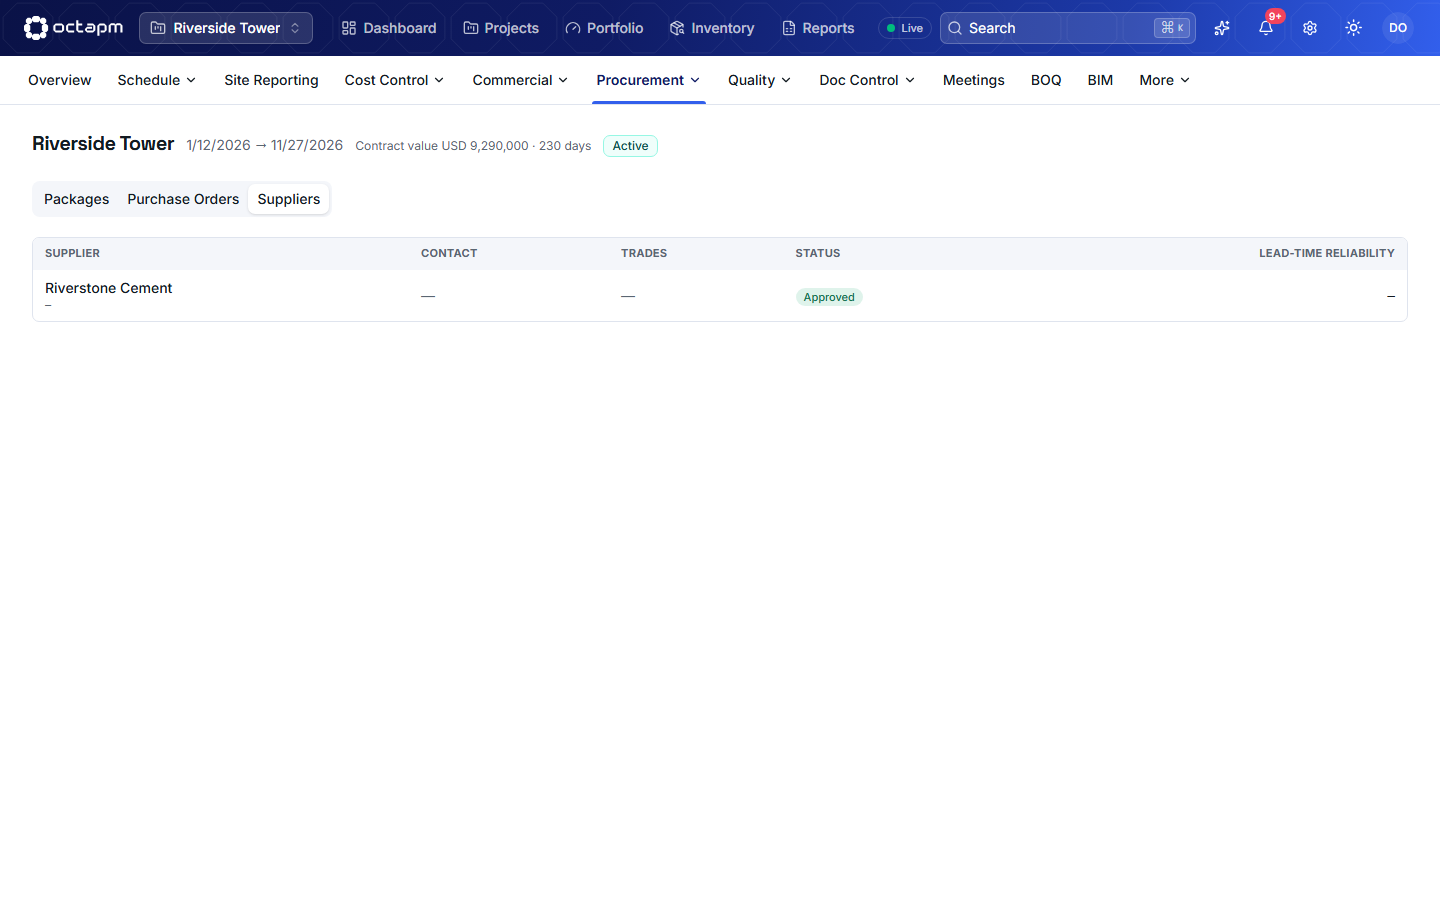 octapm Riverside Tower Dashboard Projects Portfolio Inventory Reports Live Search ⌘ K 9+ DO
Overview Schedule Site Reporting Cost Control Commercial Procurement Quality Doc Control Meetings BOQ BIM More
Riverside Tower 1/12/2026 → 11/27/2026 Contract value USD 9,290,000 · 230 days Active
Packages Purchase Orders Suppliers
SUPPLIER CONTACT TRADES STATUS LEAD-TIME RELIABILITY
Riverstone Cement — — Approved –
–